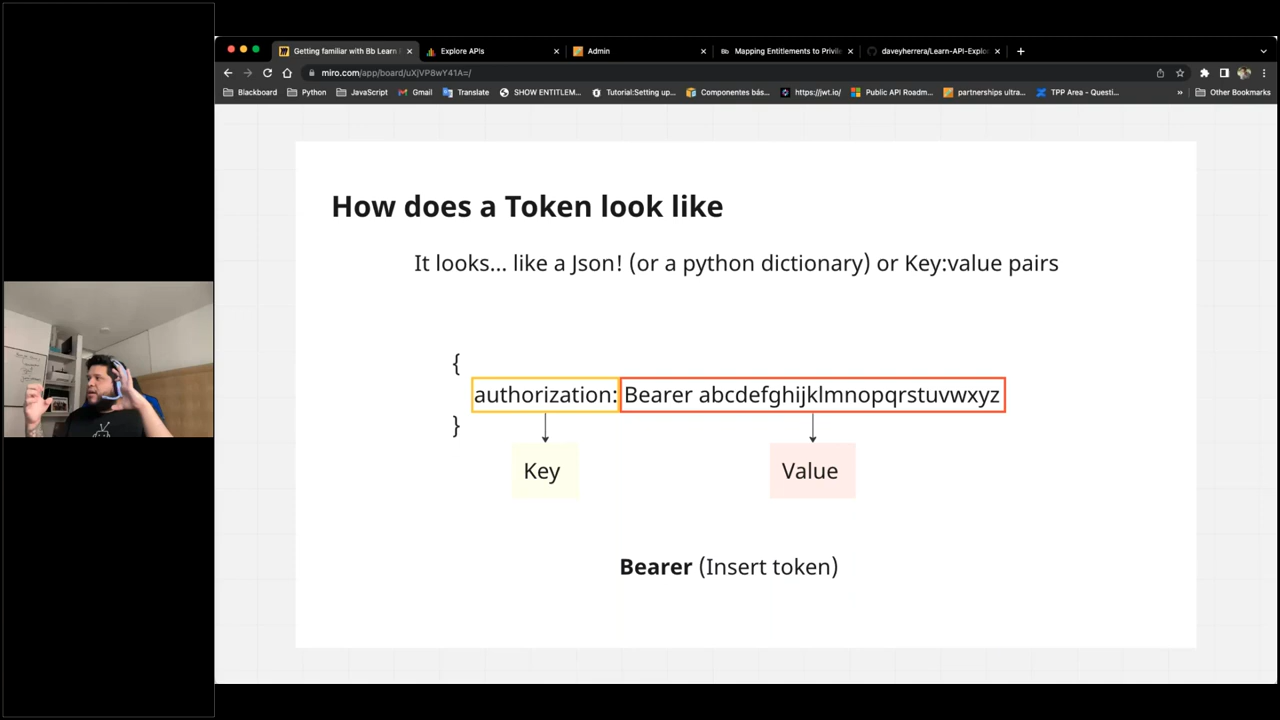 Getting familiar with Bb Learn
Explore APIs
Admin
Bb Mapping Entitlements to Privile
daveyherrera/Learn-API-Explo
miro.com/app/board/uXjVP8wY41A=/
Blackboard
Python
JavaScript
Gmail
Translate
SHOW ENTITLEM...
Tutorial:Setting up...
Componentes bás...
https://jwt.io/
Public API Roadm...
partnerships ultra...
TPP Area - Questi...
»
Other Bookmarks
How does a Token look like
It looks... like a Json! (or a python dictionary) or Key:value pairs
{
authorization: Bearer abcdefghijklmnopqrstuvwxyz
}
Key
Value
Bearer (Insert token)